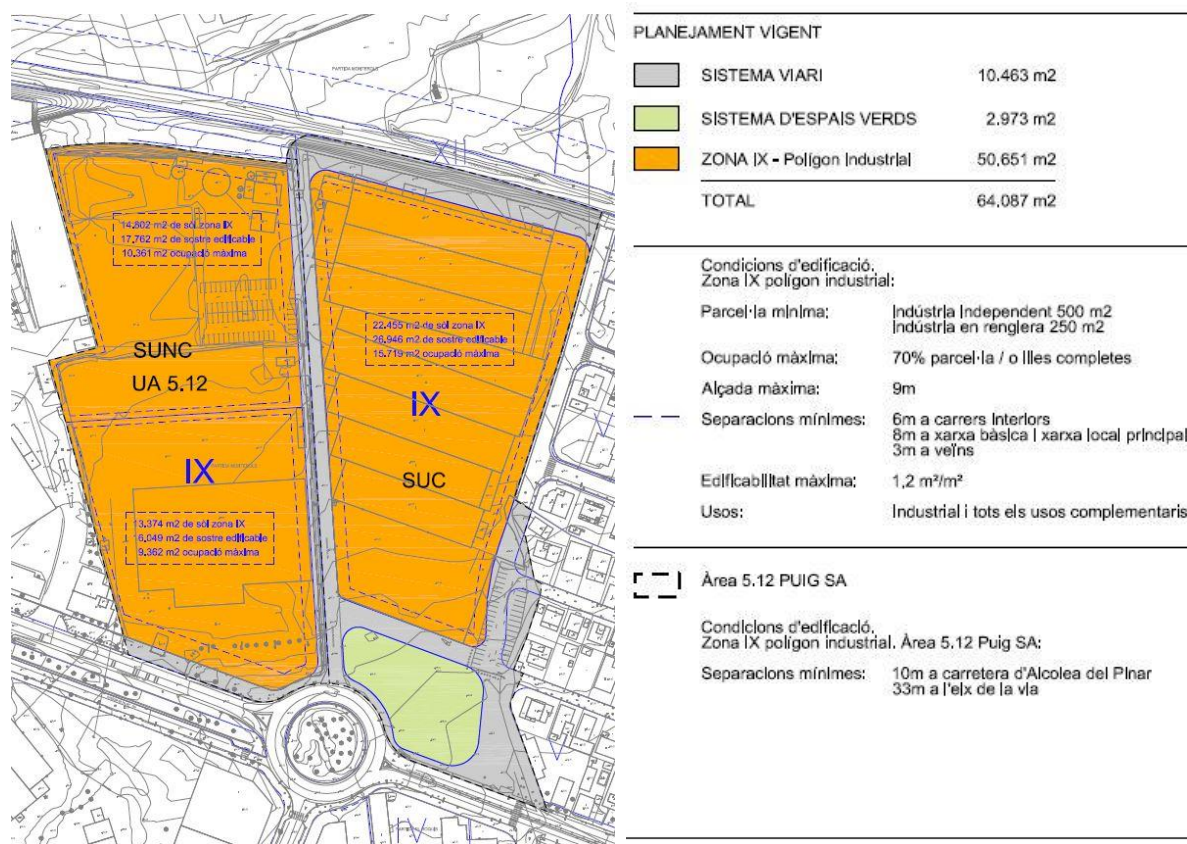 PARTIDA MONTERROLS
XII
14.802 m2 de sòl zona IX
17.762 m2 de sostre edificable
10.361 m2 ocupació màxima
22.455 m2 de sòl zona IX
26.946 m2 de sostre edificable
15.719 m2 ocupació màxima
SUNC
UA 5.12
IX
IX
SUC
13.374 m2 de sòl zona IX
16.049 m2 de sostre edificable
9.362 m2 ocupació màxima
V
V
IV
PLANEJAMENT VIGENT
SISTEMA VIARI 10.463 m2
SISTEMA D'ESPAIS VERDS 2.973 m2
ZONA IX - Polígon Industrial 50.651 m2
TOTAL 64.087 m2
Condicions d'edificació.
Zona IX polígon industrial:
Parcel·la mínima: Indústria Independent 500 m2
Indústria en renglera 250 m2
Ocupació màxima: 70% parcel·la / o illes completes
Alçada màxima: 9m
Separacions mínimes: 6m a carrers interiors
8m a xarxa bàsica i xarxa local principal
3m a veïns
Edificabilitat màxima: 1,2 m²/m²
Usos: Industrial i tots els usos complementaris
Àrea 5.12 PUIG SA
Condicions d'edificació.
Zona IX polígon industrial. Àrea 5.12 Puig SA:
Separacions mínimes: 10m a carretera d'Alcolea del Pinar
33m a l'eix de la via